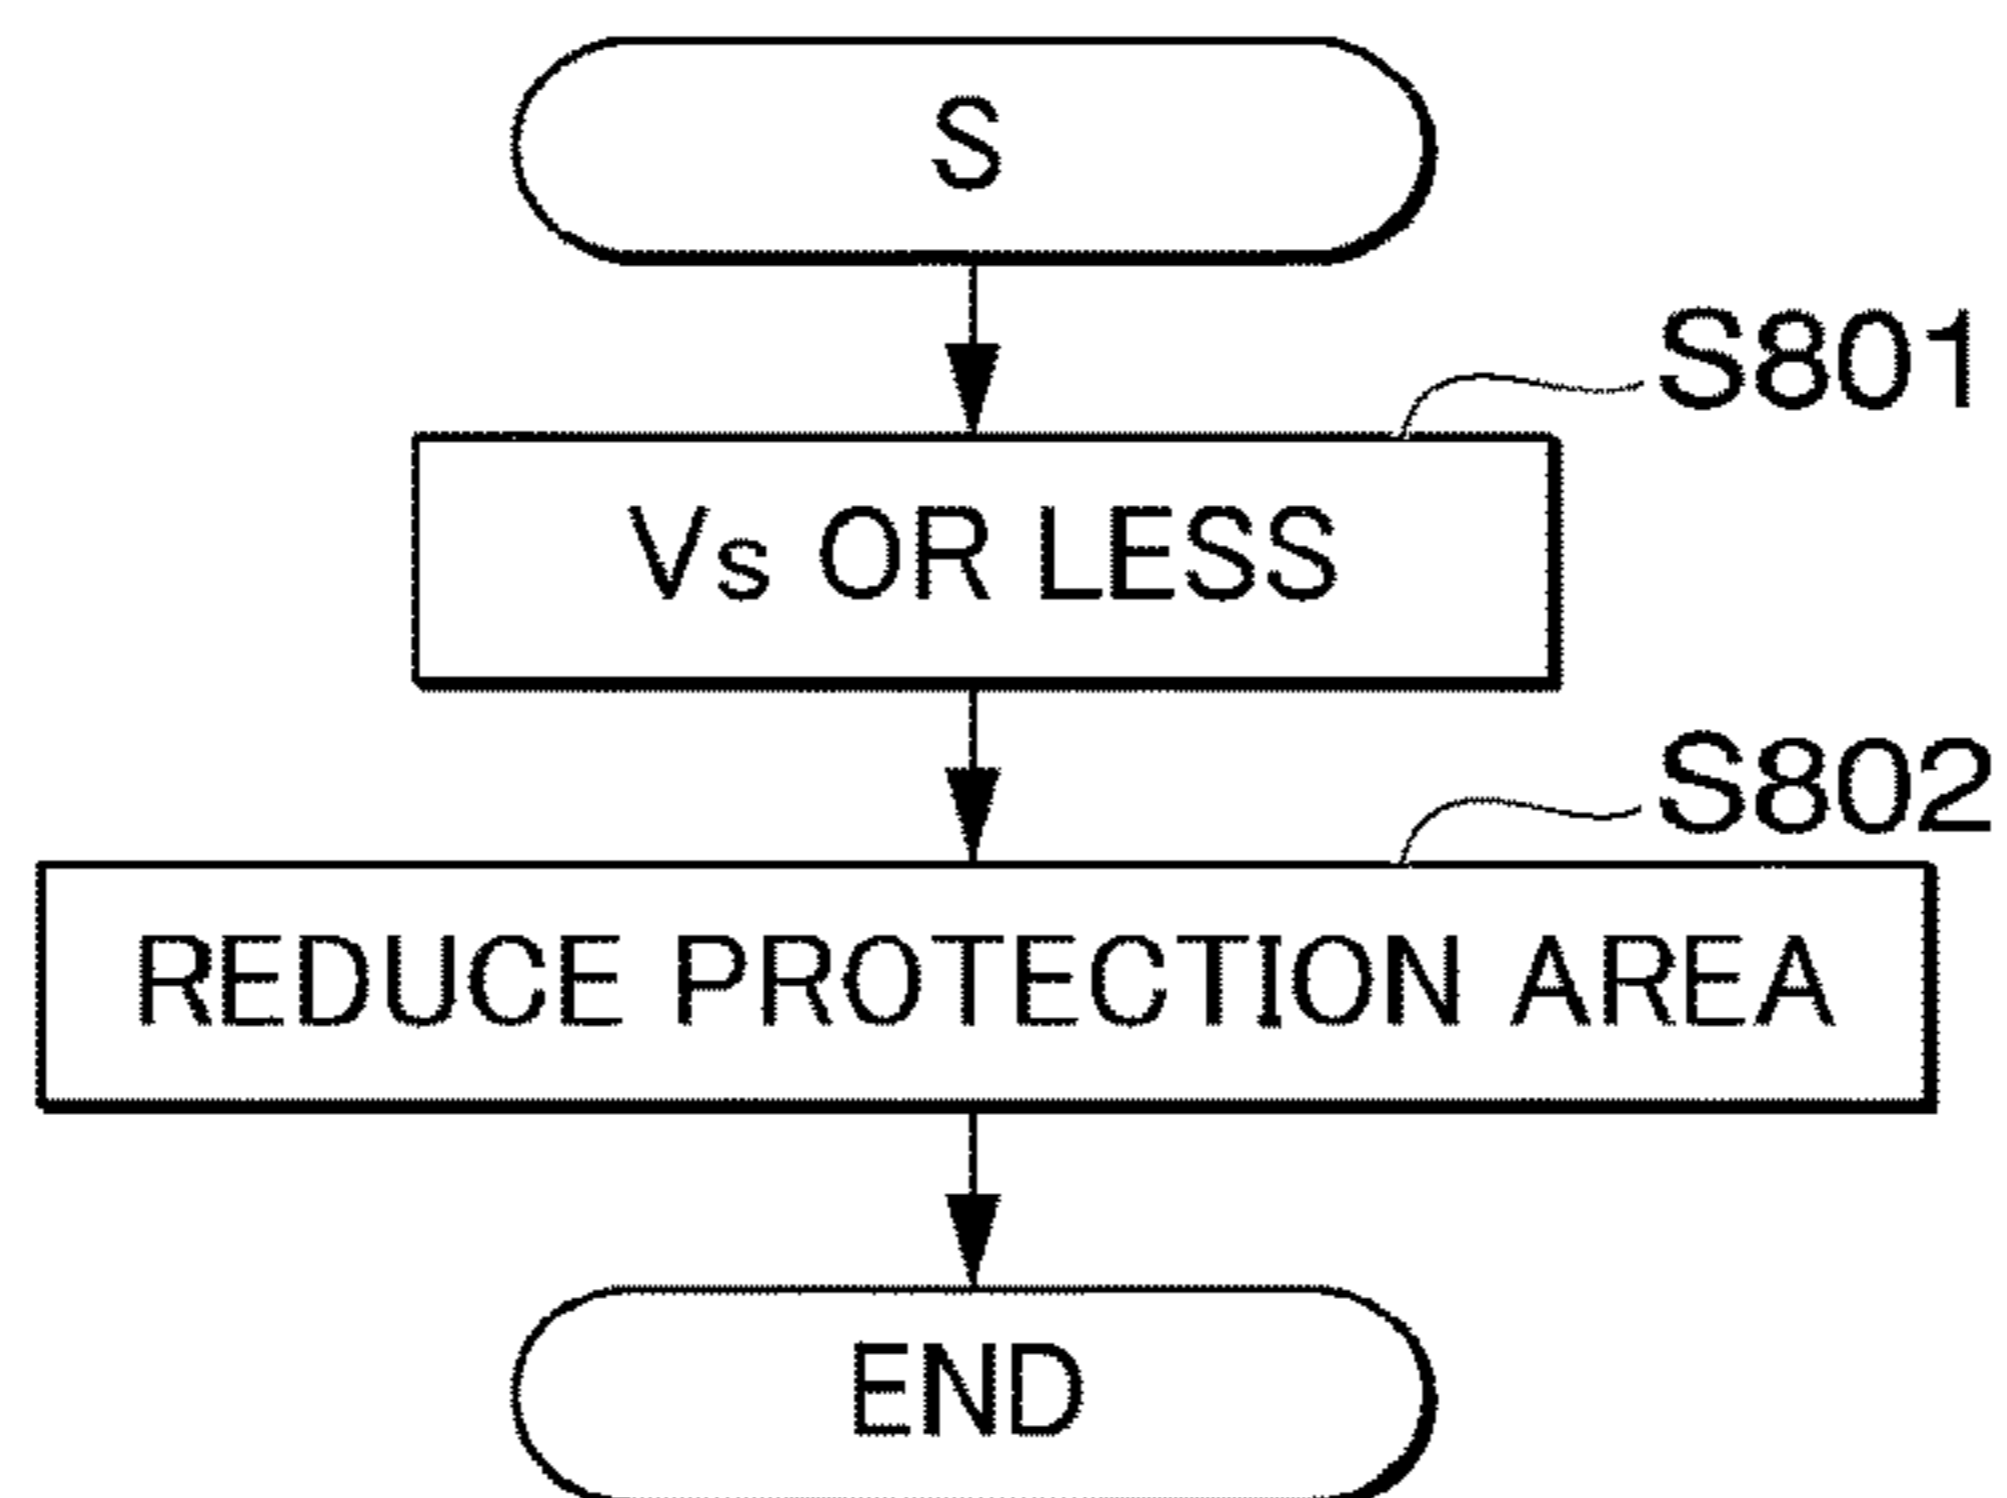 S
S801
Vs OR LESS
S802
REDUCE PROTECTION AREA
END